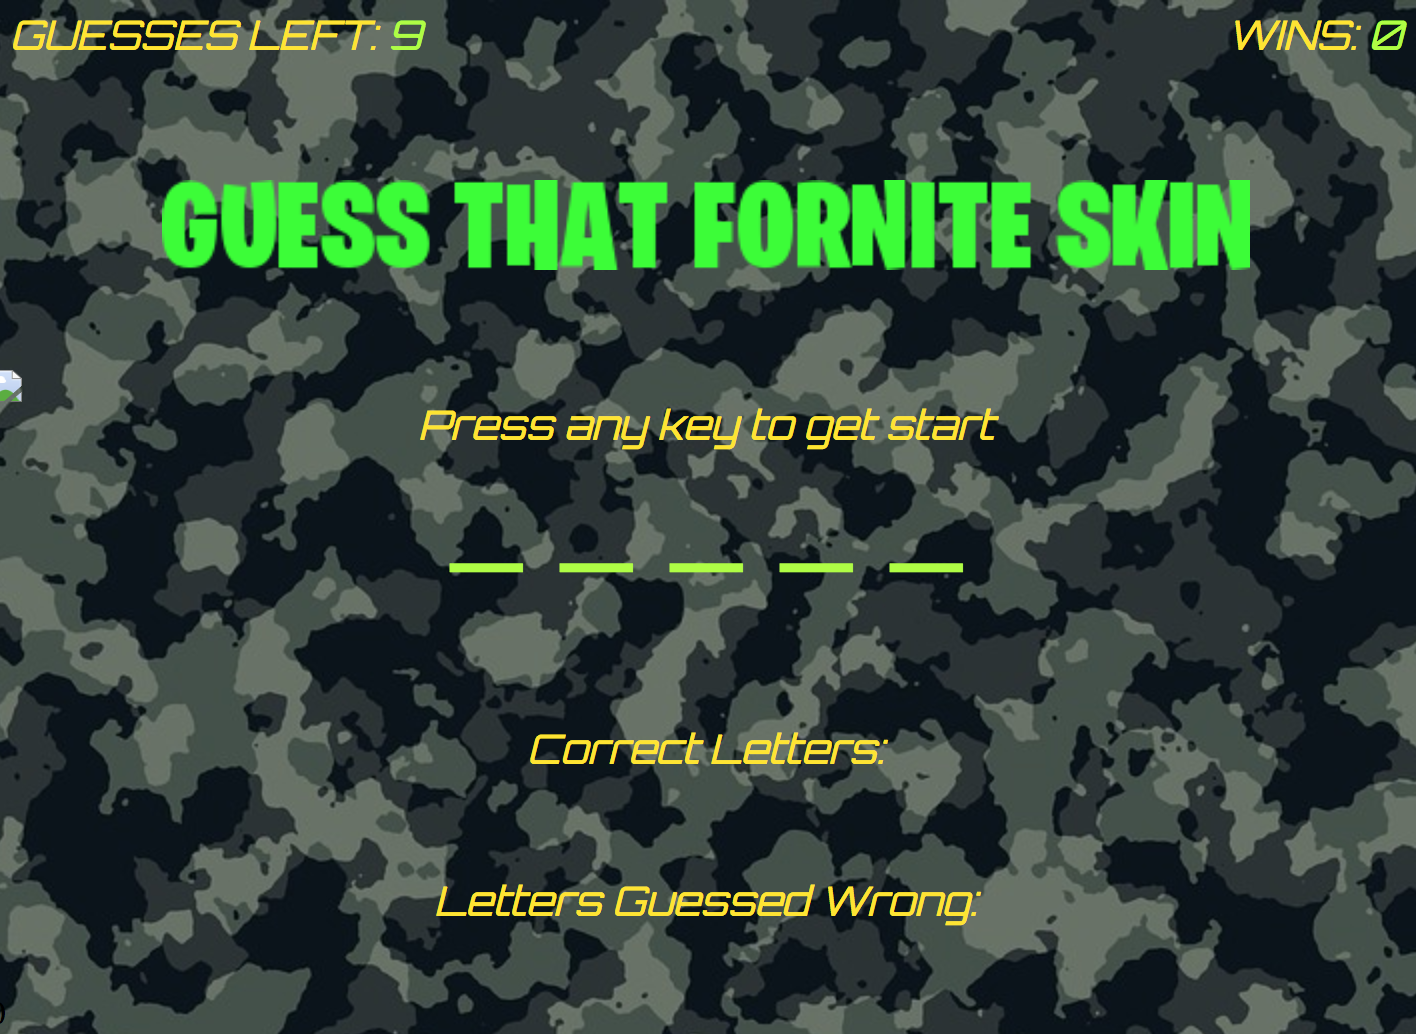 GUESSES LEFT: 9
WINS: 0
GUESS THAT FORNITE SKIN
Press any key to get start
_ _ _ _ _
Correct Letters:
Letters Guessed Wrong: